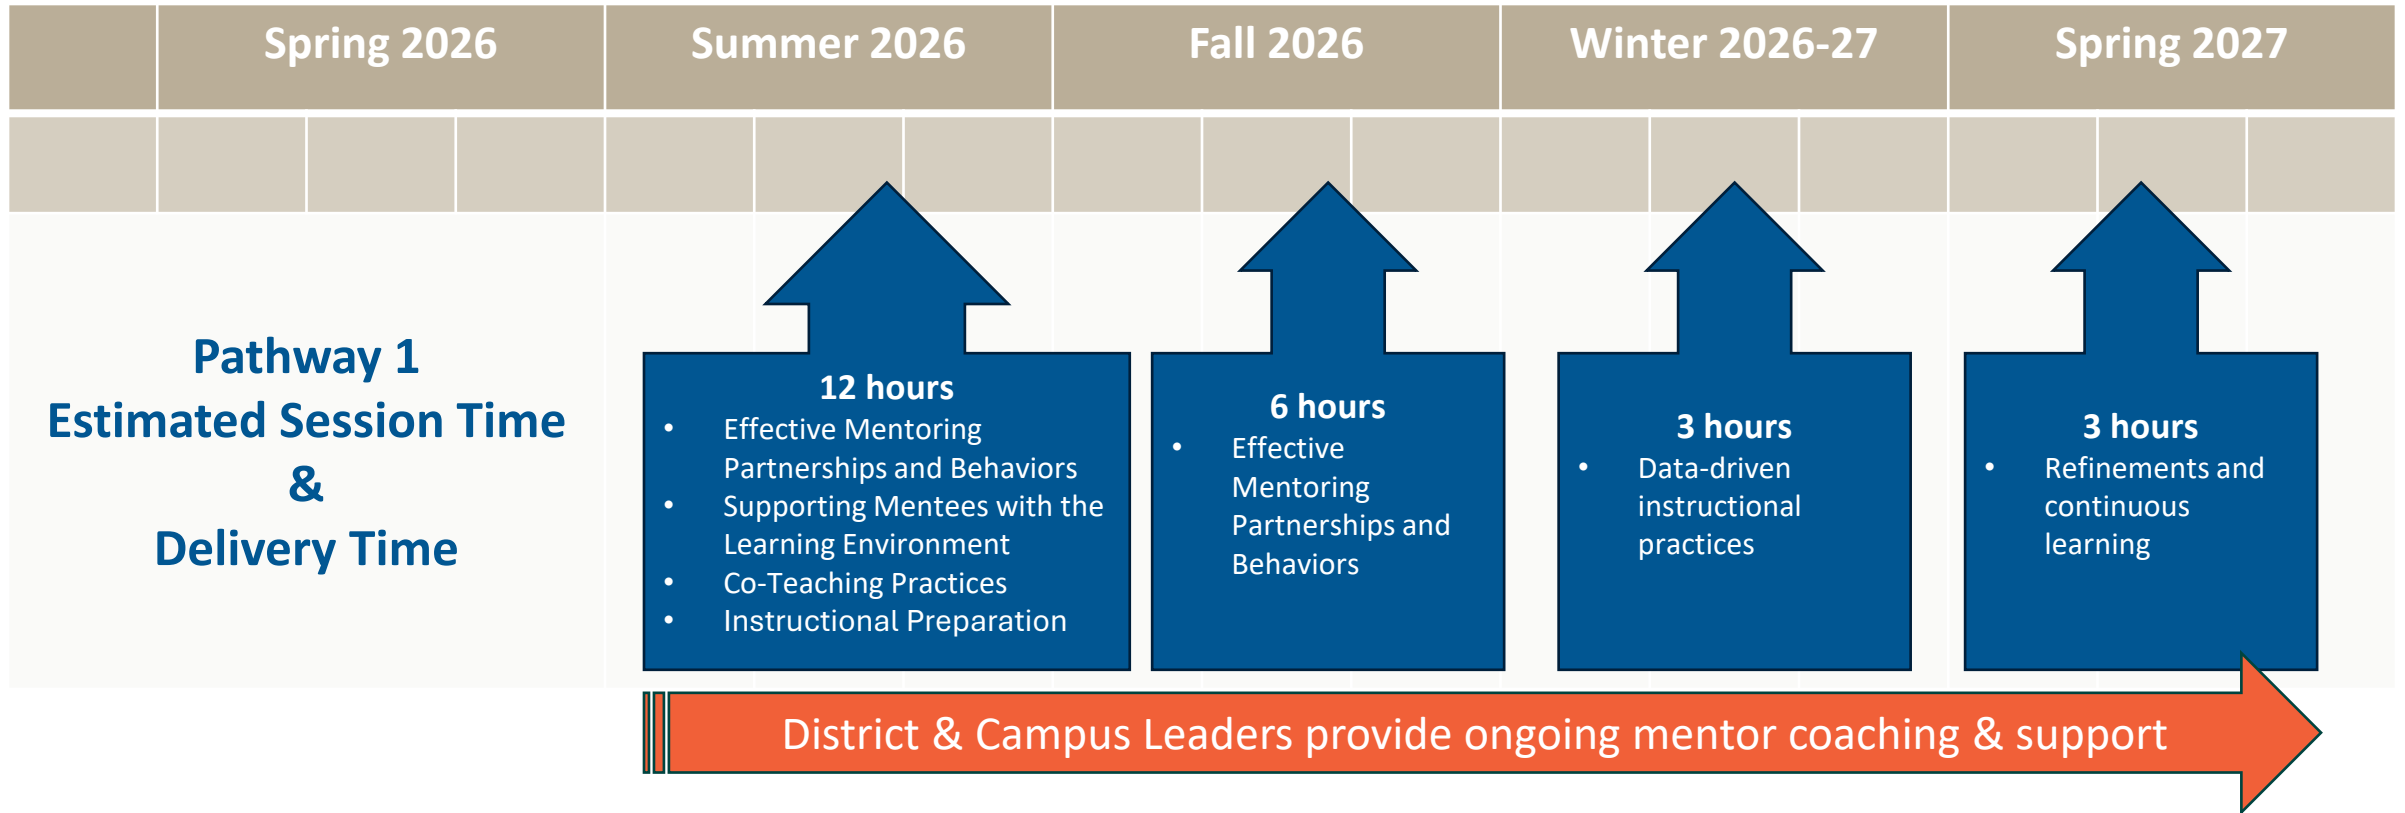 Spring 2026
Summer 2026
Fall 2026
Winter 2026-27
Spring 2027
Pathway 1
Estimated Session Time
&
Delivery Time
12 hours
• Effective Mentoring
Partnerships and Behaviors
• Supporting Mentees with the
Learning Environment
• Co-Teaching Practices
• Instructional Preparation
6 hours
• Effective
Mentoring
Partnerships and
Behaviors
3 hours
• Data-driven
instructional
practices
3 hours
• Refinements and
continuous
learning
District & Campus Leaders provide ongoing mentor coaching & support